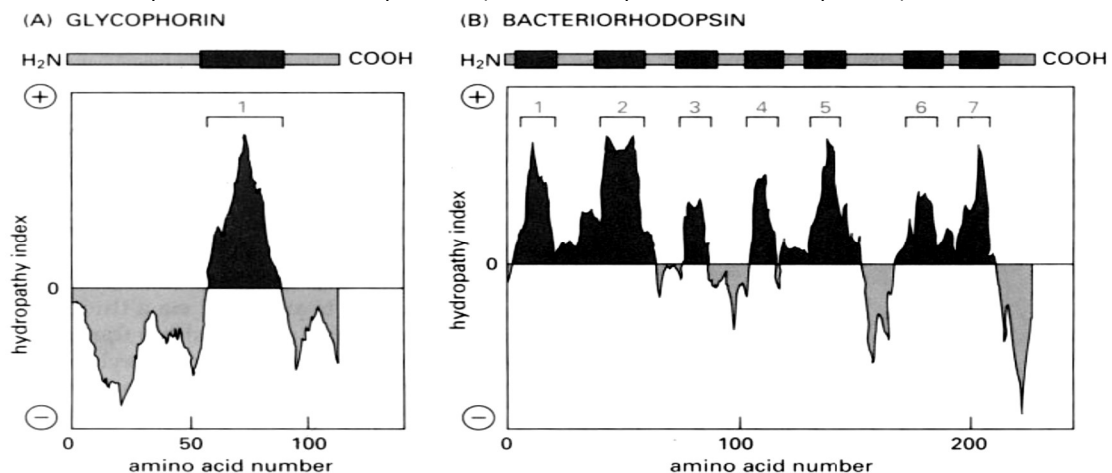 (A) GLYCOPHORIN
H₂N COOH
+
1
hydropathy index
0
−
0 50 100
amino acid number
(B) BACTERIORHODOPSIN
H₂N COOH
+
1 2 3 4 5 6 7
hydropathy index
0
−
0 100 200
amino acid number